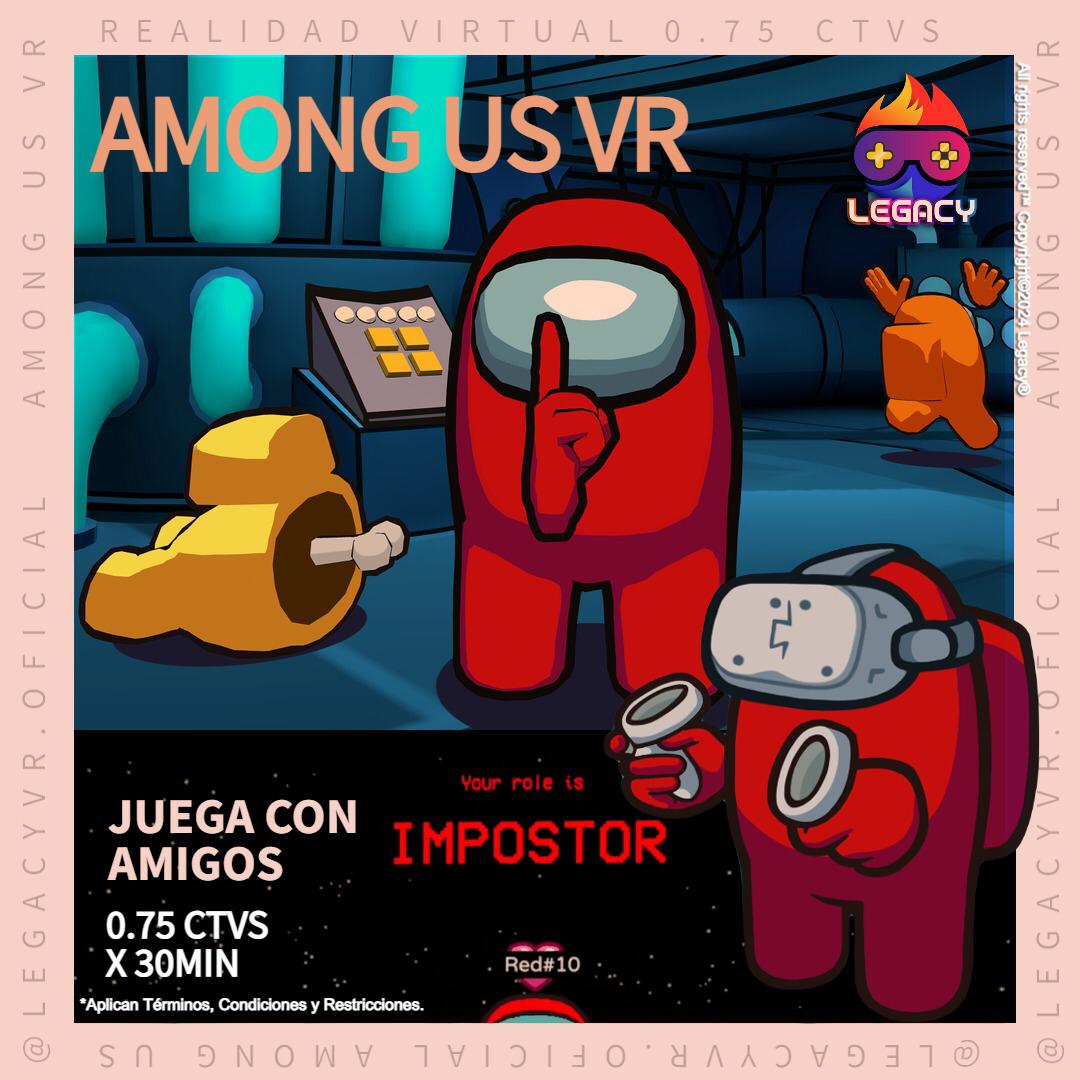 REALIDAD VIRTUAL 0.75 CTVS
AMONG US VR
LEGACY
All rights reserved™ Copyright©2024 Legacy®
Your role is
IMPOSTOR
JUEGA CON
AMIGOS
0.75 CTVS
X 30MIN
Red#10
*Aplican Términos, Condiciones y Restricciones.
@LEGACYVR.OFICIAL AMONG US VR
@LEGACYVR.OFICIAL AMONG US VR
@LEGACYVR.OFICIAL AMONG US